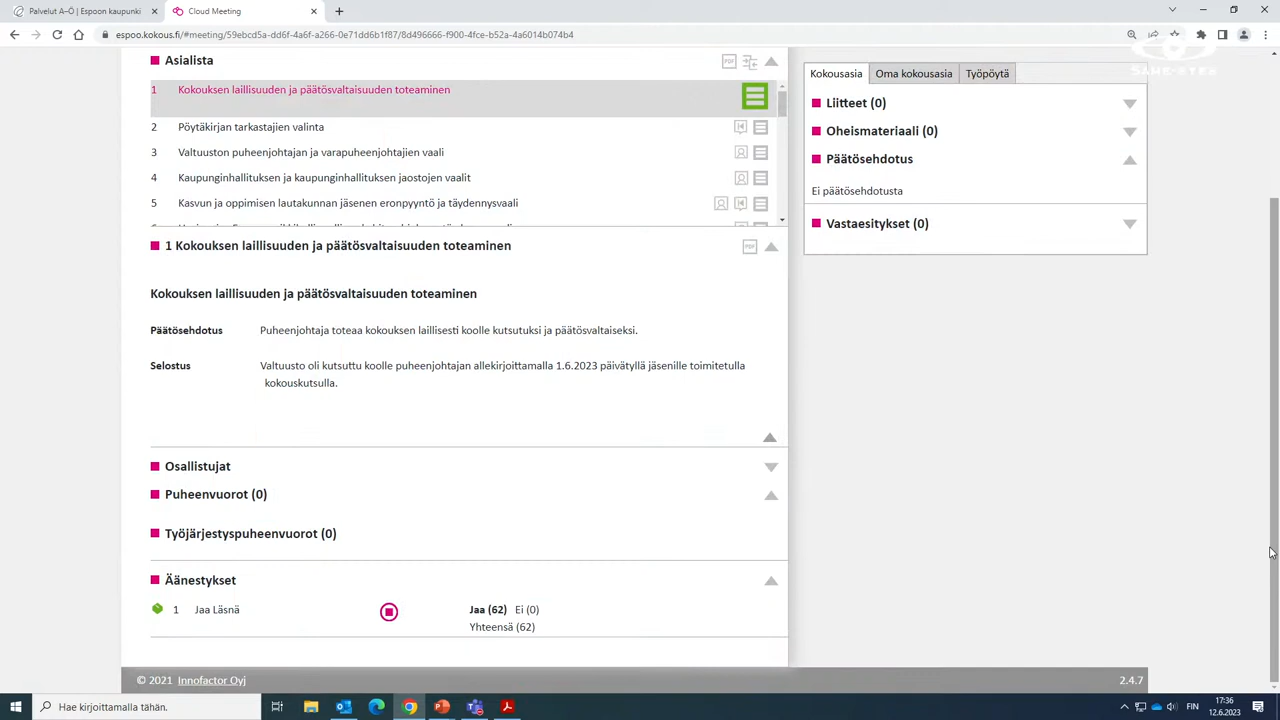 Palvelut A–Ö | Espoon kaupunki
Cloud Meeting
espoo.kokous.fi/#meeting/59ebcd5a-dd6f-4a6f-a266-0e71dd6b1f87/8d496666-f900-4fce-b52a-4a6014b074b4
Asialista
PDF
1 Kokouksen laillisuuden ja päätösvaltaisuuden toteaminen
2 Pöytäkirjan tarkastajien valinta
3 Valtuuston puheenjohtajan ja varapuheenjohtajien vaali
4 Kaupunginhallituksen ja kaupunginhallituksen jaostojen vaalit
5 Kasvun ja oppimisen lautakunnan jäsenen eronpyyntö ja täydennysvaali
1 Kokouksen laillisuuden ja päätösvaltaisuuden toteaminen
PDF
Kokouksen laillisuuden ja päätösvaltaisuuden toteaminen
Päätösehdotus Puheenjohtaja toteaa kokouksen laillisesti koolle kutsutuksi ja päätösvaltaiseksi.
Selostus Valtuusto oli kutsuttu koolle puheenjohtajan allekirjoittamalla 1.6.2023 päivätyllä jäsenille toimitetulla
kokouskutsulla.
Osallistujat
Puheenvuorot (0)
Työjärjestyspuheenvuorot (0)
Äänestykset
1 Jaa Läsnä Jaa (62) Ei (0)
Yhteensä (62)
Kokousasia Oma kokousasia Työpöytä
Liitteet (0)
Oheismateriaali (0)
Päätösehdotus
Ei päätösehdotusta
Vastaesitykset (0)
© 2021 Innofactor Oyj 2.4.7
Hae kirjoittamalla tähän.
FIN
17:36
12.6.2023